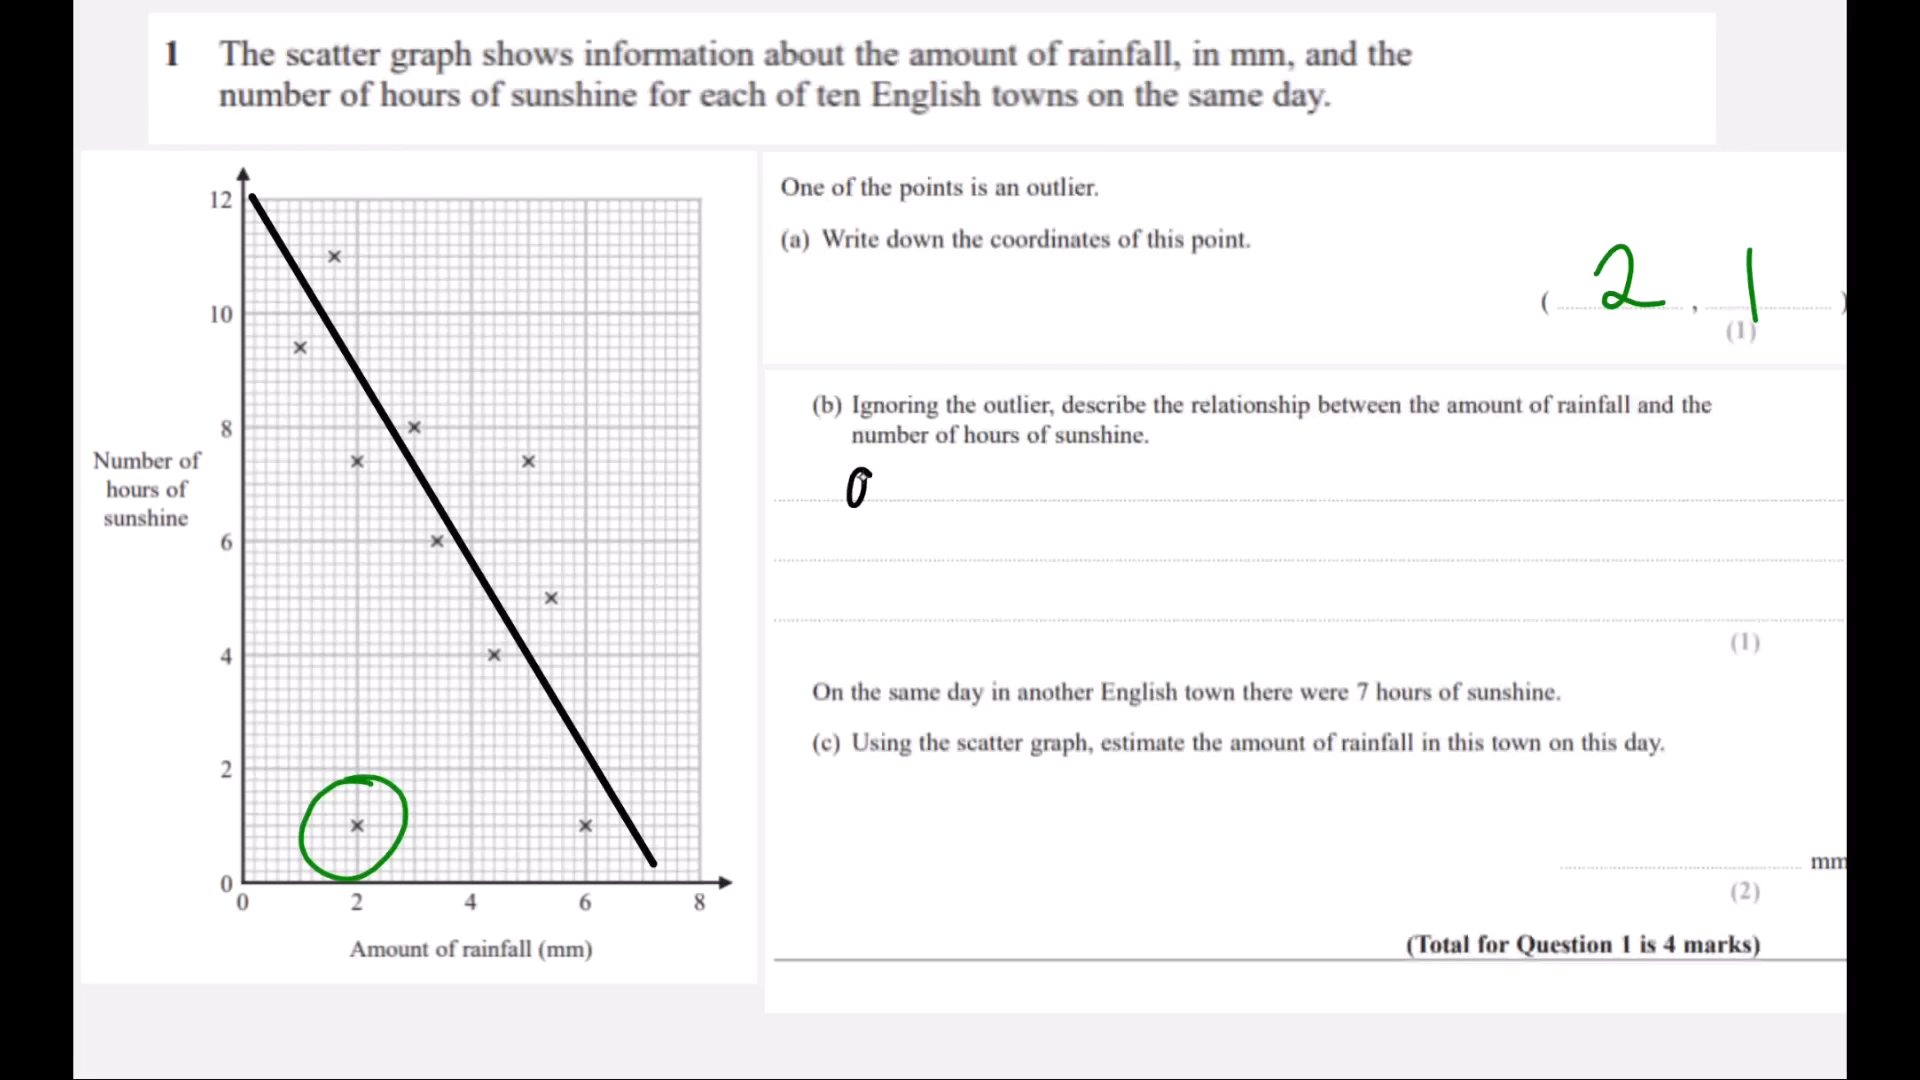 1 The scatter graph shows information about the amount of rainfall, in mm, and the
number of hours of sunshine for each of ten English towns on the same day.
12
10
8
6
4
2
0
Number of
hours of
sunshine
0 2 4 6 8
Amount of rainfall (mm)
One of the points is an outlier.
(a) Write down the coordinates of this point.
( 2 , 1 )
(1)
(b) Ignoring the outlier, describe the relationship between the amount of rainfall and the
number of hours of sunshine.
(1)
On the same day in another English town there were 7 hours of sunshine.
(c) Using the scatter graph, estimate the amount of rainfall in this town on this day.
mm
(2)
(Total for Question 1 is 4 marks)